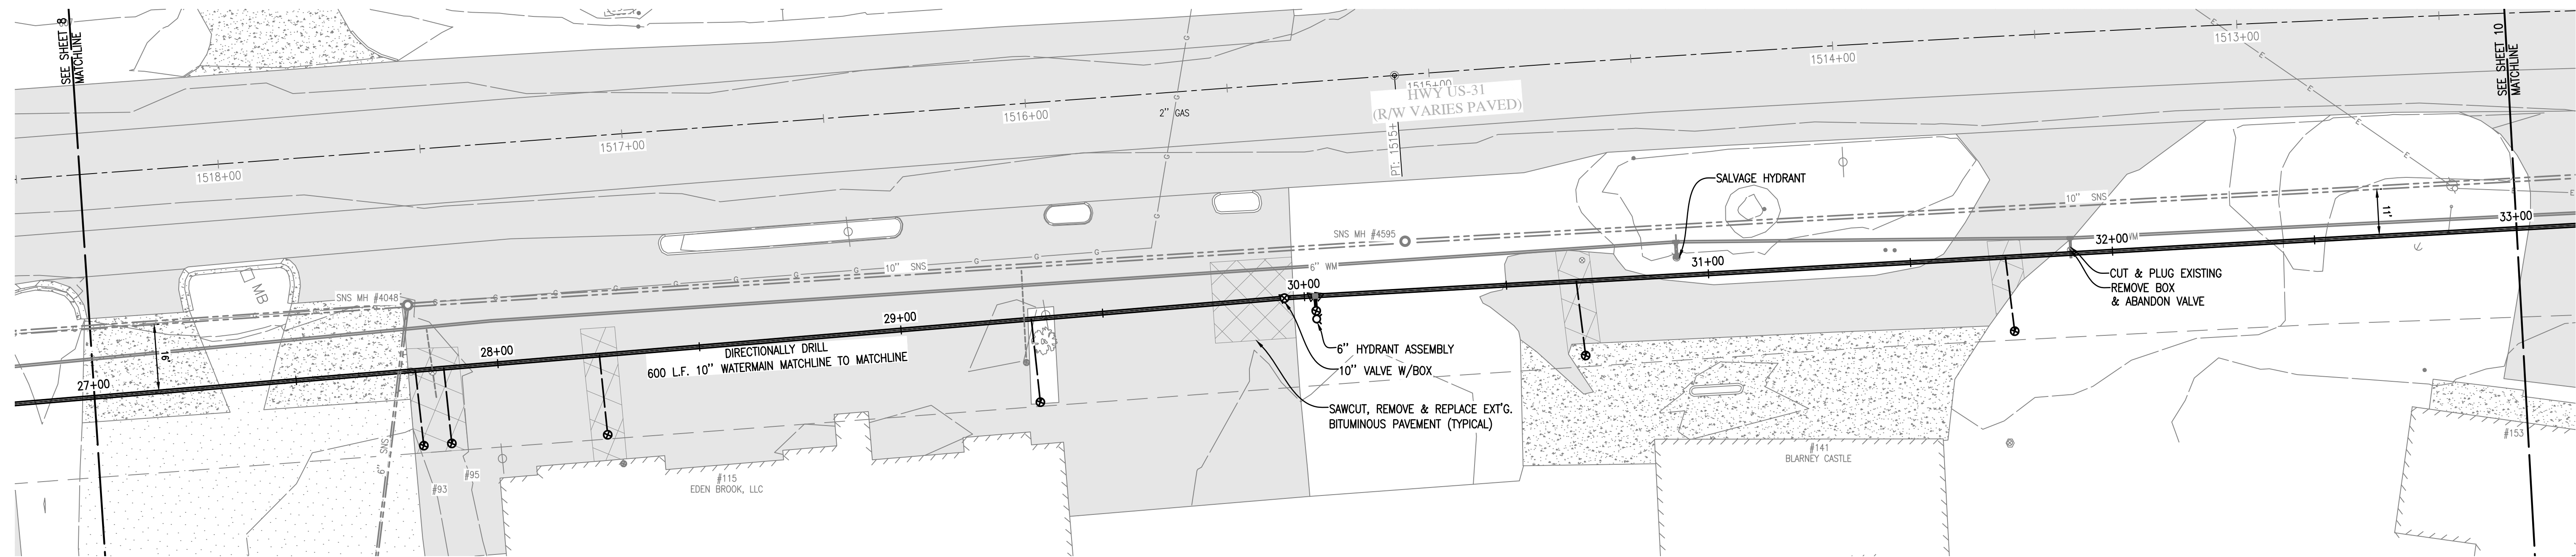 SEE SHEET 8
MATCHLINE
1518+00
1517+00
1516+00
2" GAS
G
G
G
G
G
1515+00
HWY US-31
(R/W VARIES PAVED)
PT: 1515+
1514+00
1513+00
E
E
E
E
E
SEE SHEET 10
MATCHLINE
MB
SNS MH #4048
10" SNS
G
G
G
G
G
G
G
G
SNS MH #4595
6" WM
SALVAGE HYDRANT
10" SNS
11'
WM
27+00
16'
28+00
29+00
30+00
31+00
32+00
33+00
DIRECTIONALLY DRILL
600 L.F. 10" WATERMAIN MATCHLINE TO MATCHLINE
6" HYDRANT ASSEMBLY
10" VALVE W/BOX
SAWCUT, REMOVE & REPLACE EXT'G.
BITUMINOUS PAVEMENT (TYPICAL)
CUT & PLUG EXISTING
REMOVE BOX
& ABANDON VALVE
6" SNS
#93
#95
#115
EDEN BROOK, LLC
#141
BLARNEY CASTLE
#153